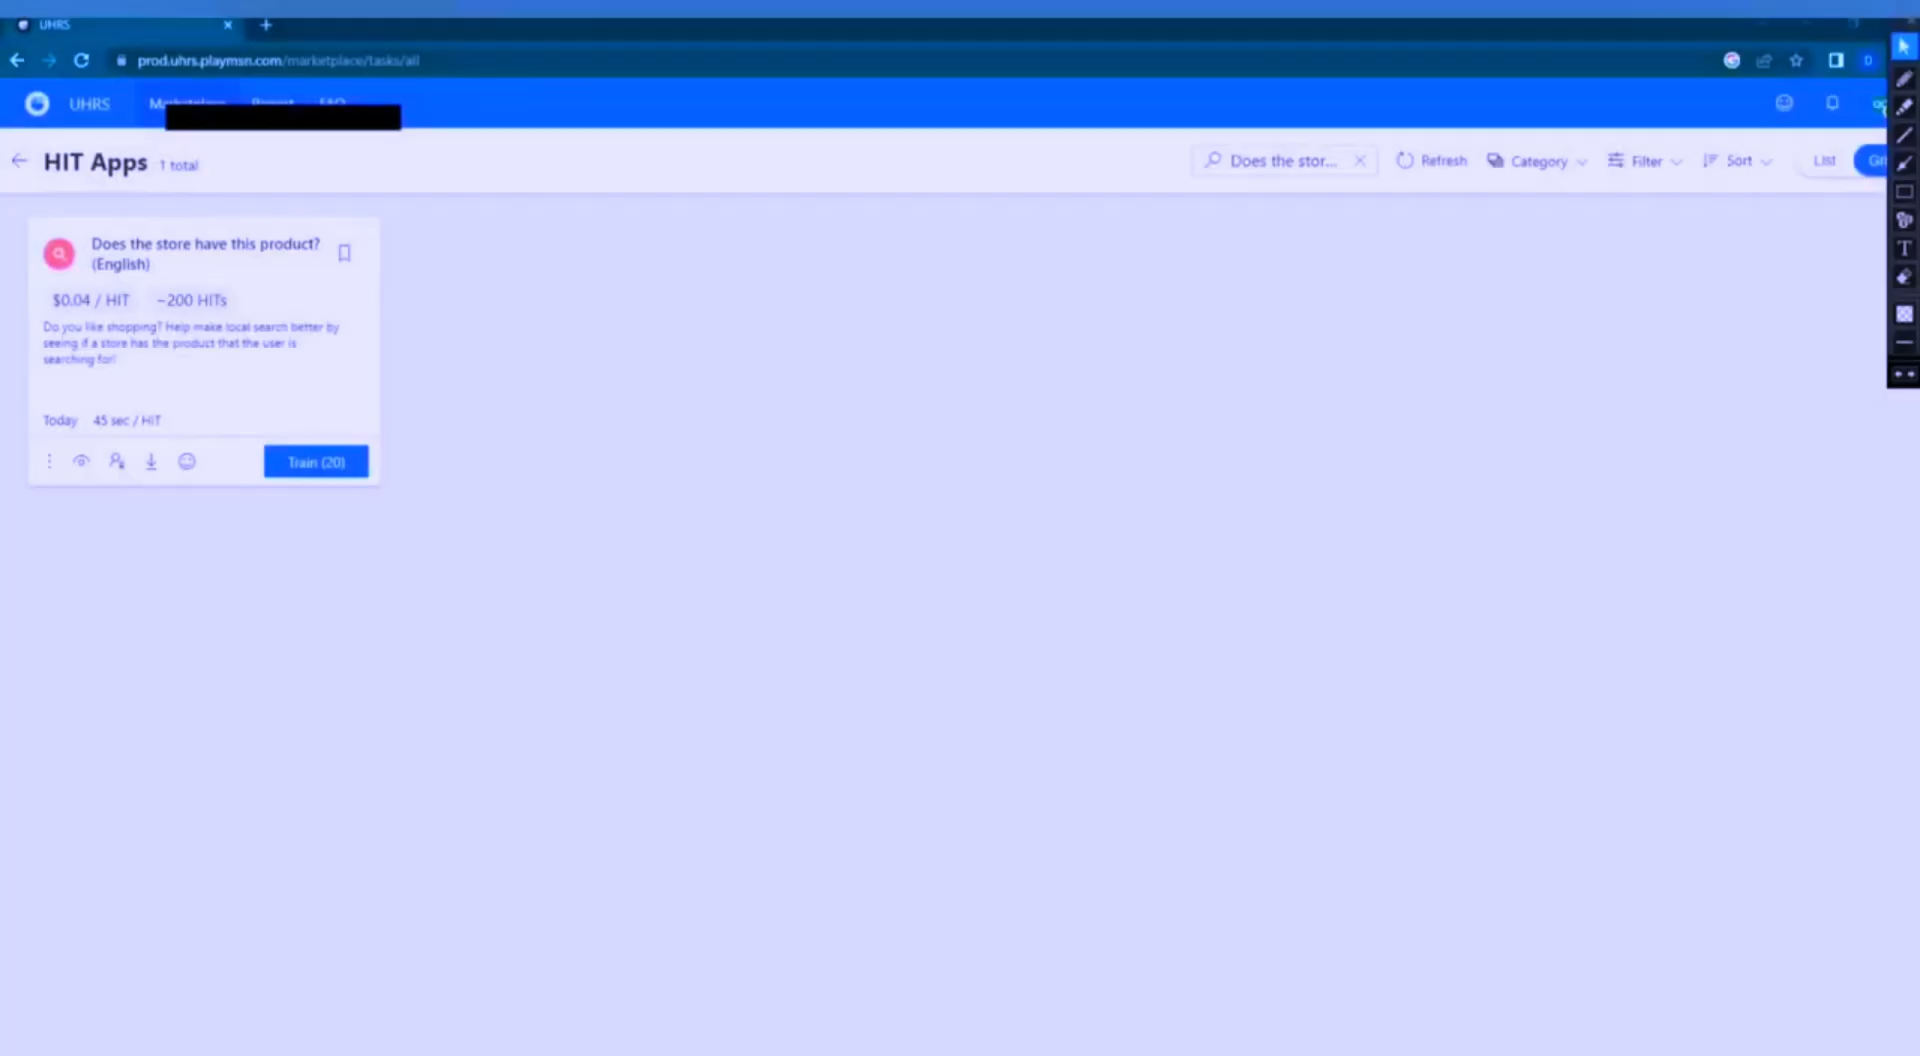 UHRS
prod.uhrs.playmsn.com/marketplace/tasks/all
D
UHRS Marketplace FAQ
HIT Apps 1 total
Does the stor...
Refresh
Category
Filter
Sort
List
Does the store have this product?
(English)
$0.04 / HIT ~200 HITs
Do you like shopping? Help make local search better by
seeing if a store has the product that the user is
searching for!
Today 45 sec / HIT
Train (20)
T